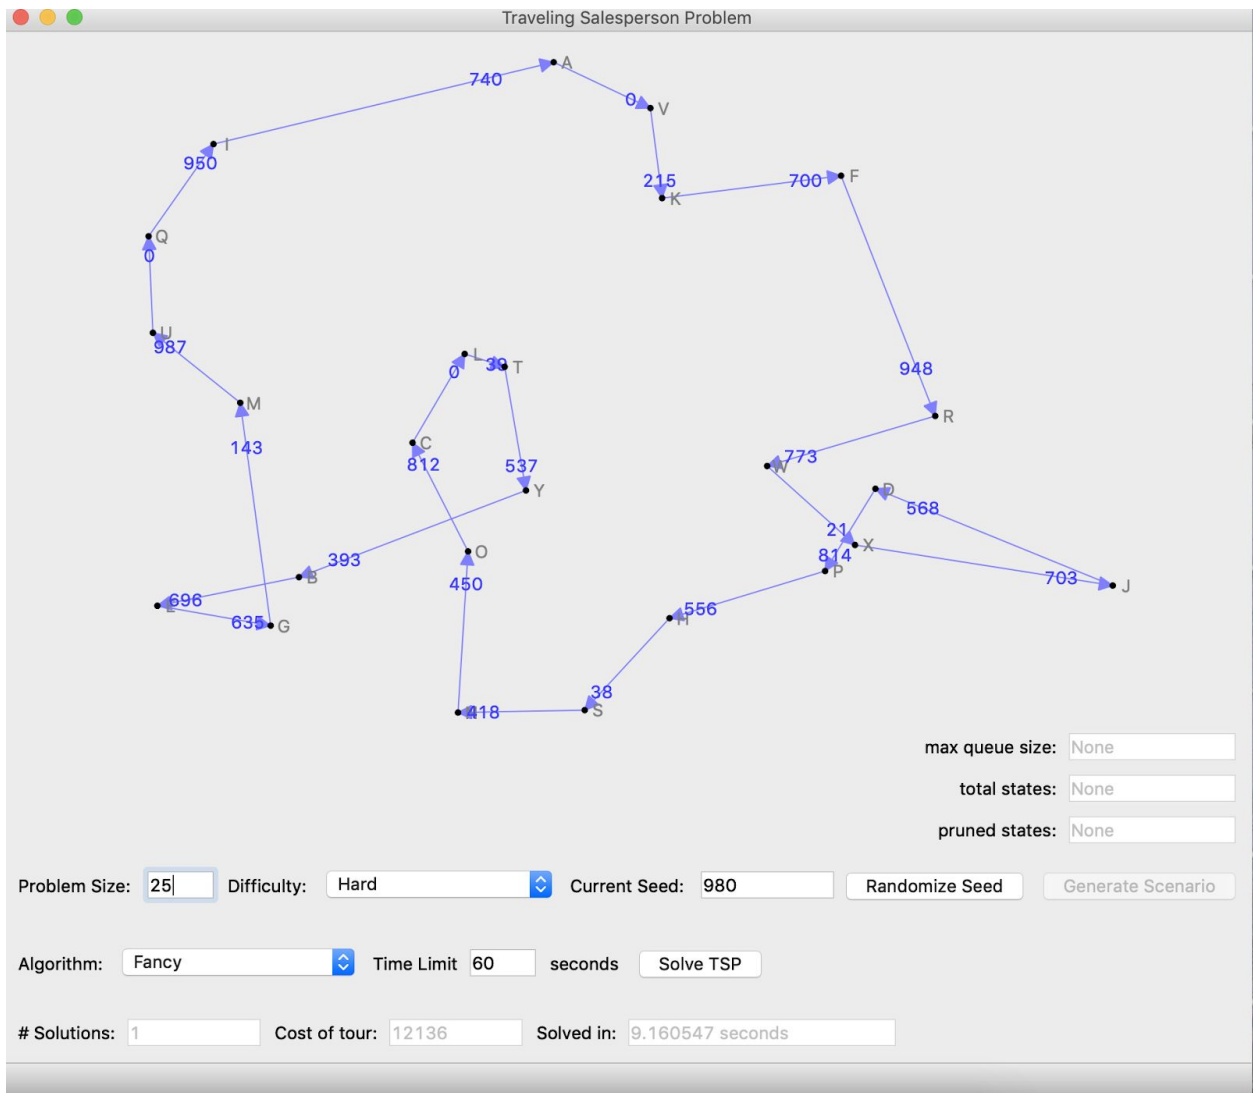 Traveling Salesperson Problem
740 A
0 V
I
950
215 K
700 F
Q
0
U
987
L
T
0
948
M
R
143
C
812
537
773
W
Y
D
568
21
X
O
814
P
393
B
450
703 J
696
635 G
556
H
38
S
418
max queue size: None
total states: None
pruned states: None
Problem Size: 25 Difficulty: Hard Current Seed: 980 Randomize Seed Generate Scenario
Algorithm: Fancy Time Limit 60 seconds Solve TSP
# Solutions: 1 Cost of tour: 12136 Solved in: 9.160547 seconds